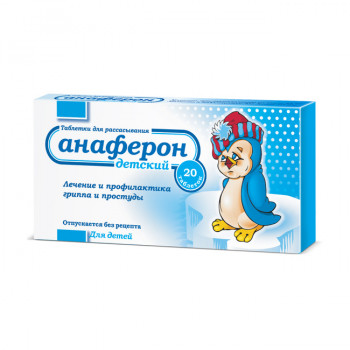 Таблетки для рассасывания
анаферон
детский
20
таблеток
Лечение и профилактика
гриппа и простуды
Отпускается без рецепта
Для детей